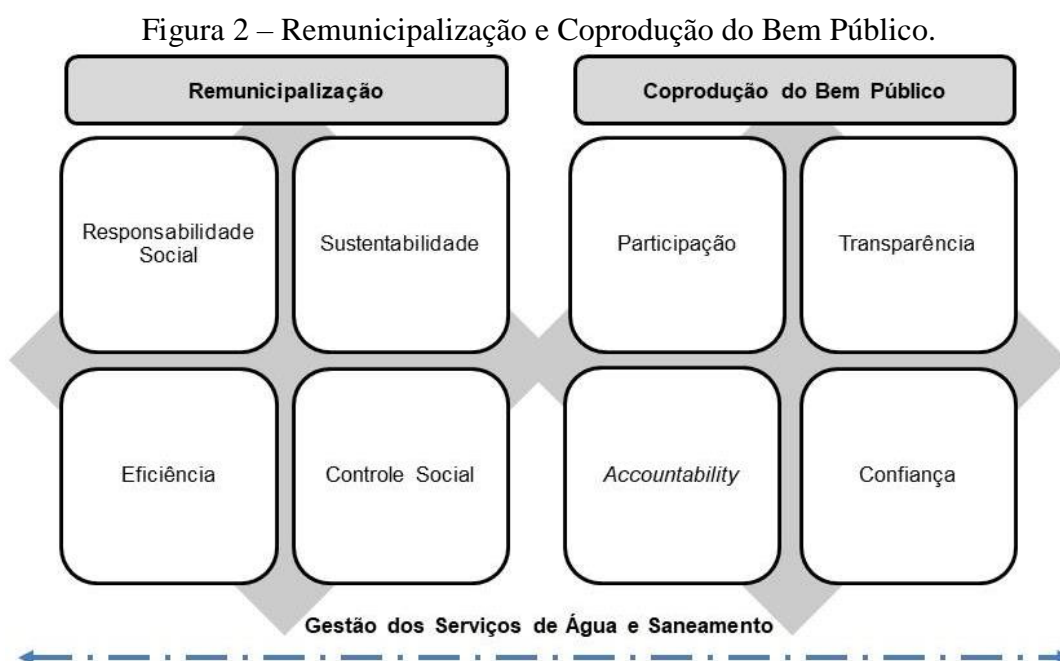 Figura 2 – Remunicipalização e Coprodução do Bem Público.
Remunicipalização
Coprodução do Bem Público
Responsabilidade
Social
Sustentabilidade
Participação
Transparência
Eficiência
Controle Social
Accountability
Confiança
Gestão dos Serviços de Água e Saneamento